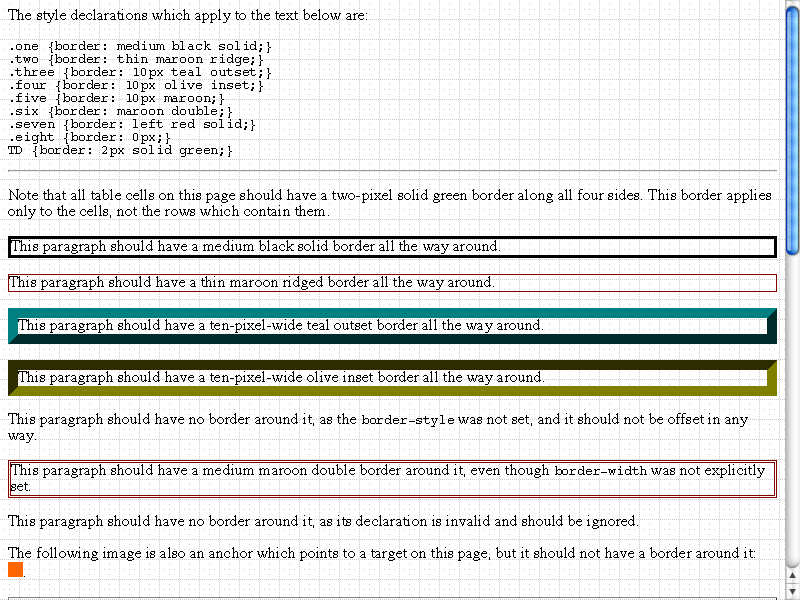 The style declarations which apply to the text below are:
.one {border: medium black solid;}
.two {border: thin maroon ridge;}
.three {border: 10px teal outset;}
.four {border: 10px olive inset;}
.five {border: 10px maroon;}
.six {border: maroon double;}
.seven {border: left red solid;}
.eight {border: 0px;}
TD {border: 2px solid green;}
Note that all table cells on this page should have a two-pixel solid green border along all four sides. This border applies
only to the cells, not the rows which contain them.
This paragraph should have a medium black solid border all the way around.
This paragraph should have a thin maroon ridged border all the way around.
This paragraph should have a ten-pixel-wide teal outset border all the way around.
This paragraph should have a ten-pixel-wide olive inset border all the way around.
This paragraph should have no border around it, as the border-style was not set, and it should not be offset in any
way.
This paragraph should have a medium maroon double border around it, even though border-width was not explicitly
set.
This paragraph should have no border around it, as its declaration is invalid and should be ignored.
The following image is also an anchor which points to a target on this page, but it should not have a border around it:
.